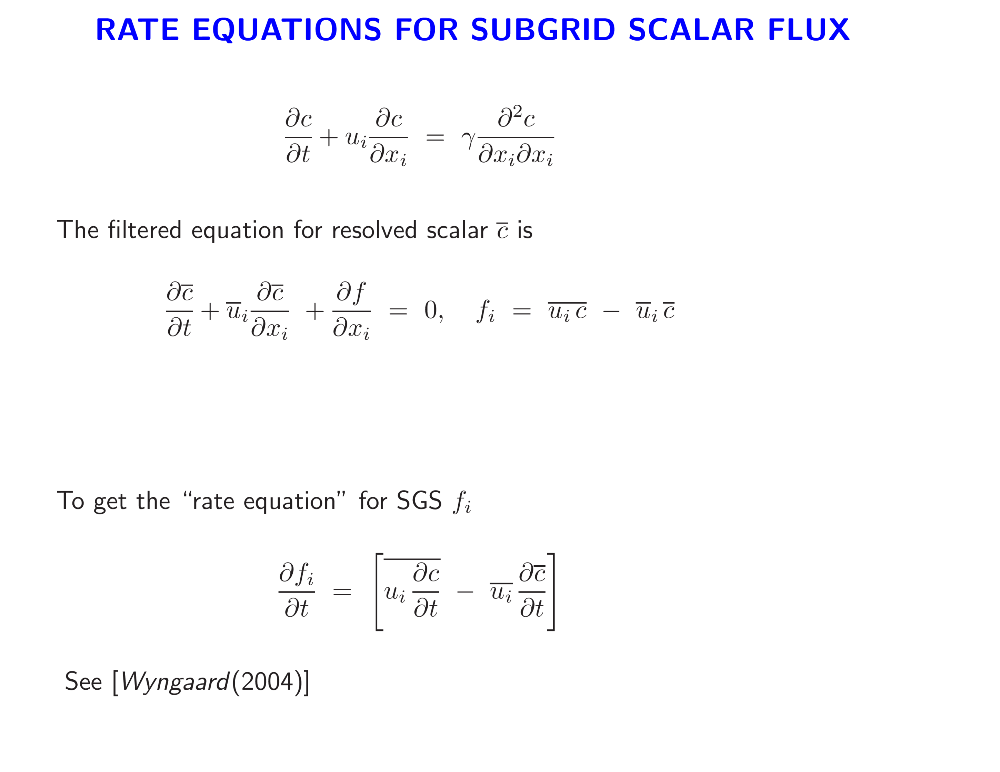 RATE EQUATIONS FOR SUBGRID SCALAR FLUX
$\frac{\partial c}{\partial t} + u_i \frac{\partial c}{\partial x_i} = \gamma \frac{\partial^2 c}{\partial x_i \partial x_i}$
The filtered equation for resolved scalar $\overline{c}$ is
$\frac{\partial \overline{c}}{\partial t} + \overline{u}_i \frac{\partial \overline{c}}{\partial x_i} + \frac{\partial f}{\partial x_i} = 0, \quad f_i = \overline{u_i c} - \overline{u}_i \overline{c}$
To get the “rate equation” for SGS $f_i$
$\frac{\partial f_i}{\partial t} = \left[ \overline{u_i \frac{\partial c}{\partial t}} - \overline{u_i} \frac{\partial \overline{c}}{\partial t} \right]$
See [Wyngaard(2004)]